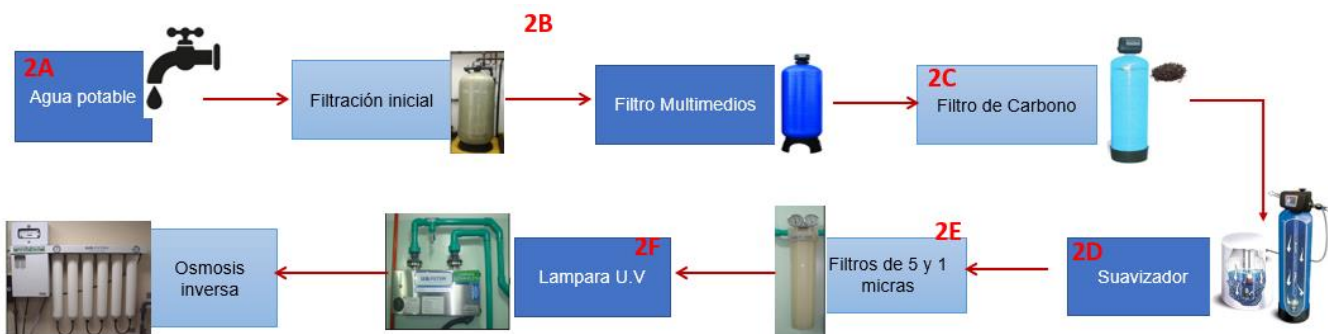 2A
Agua potable
Filtración inicial
2B
Filtro Multimedios
2C
Filtro de Carbono
2D
Suavizador
2E
Filtros de 5 y 1
micras
2F
Lampara U.V
Osmosis
inversa